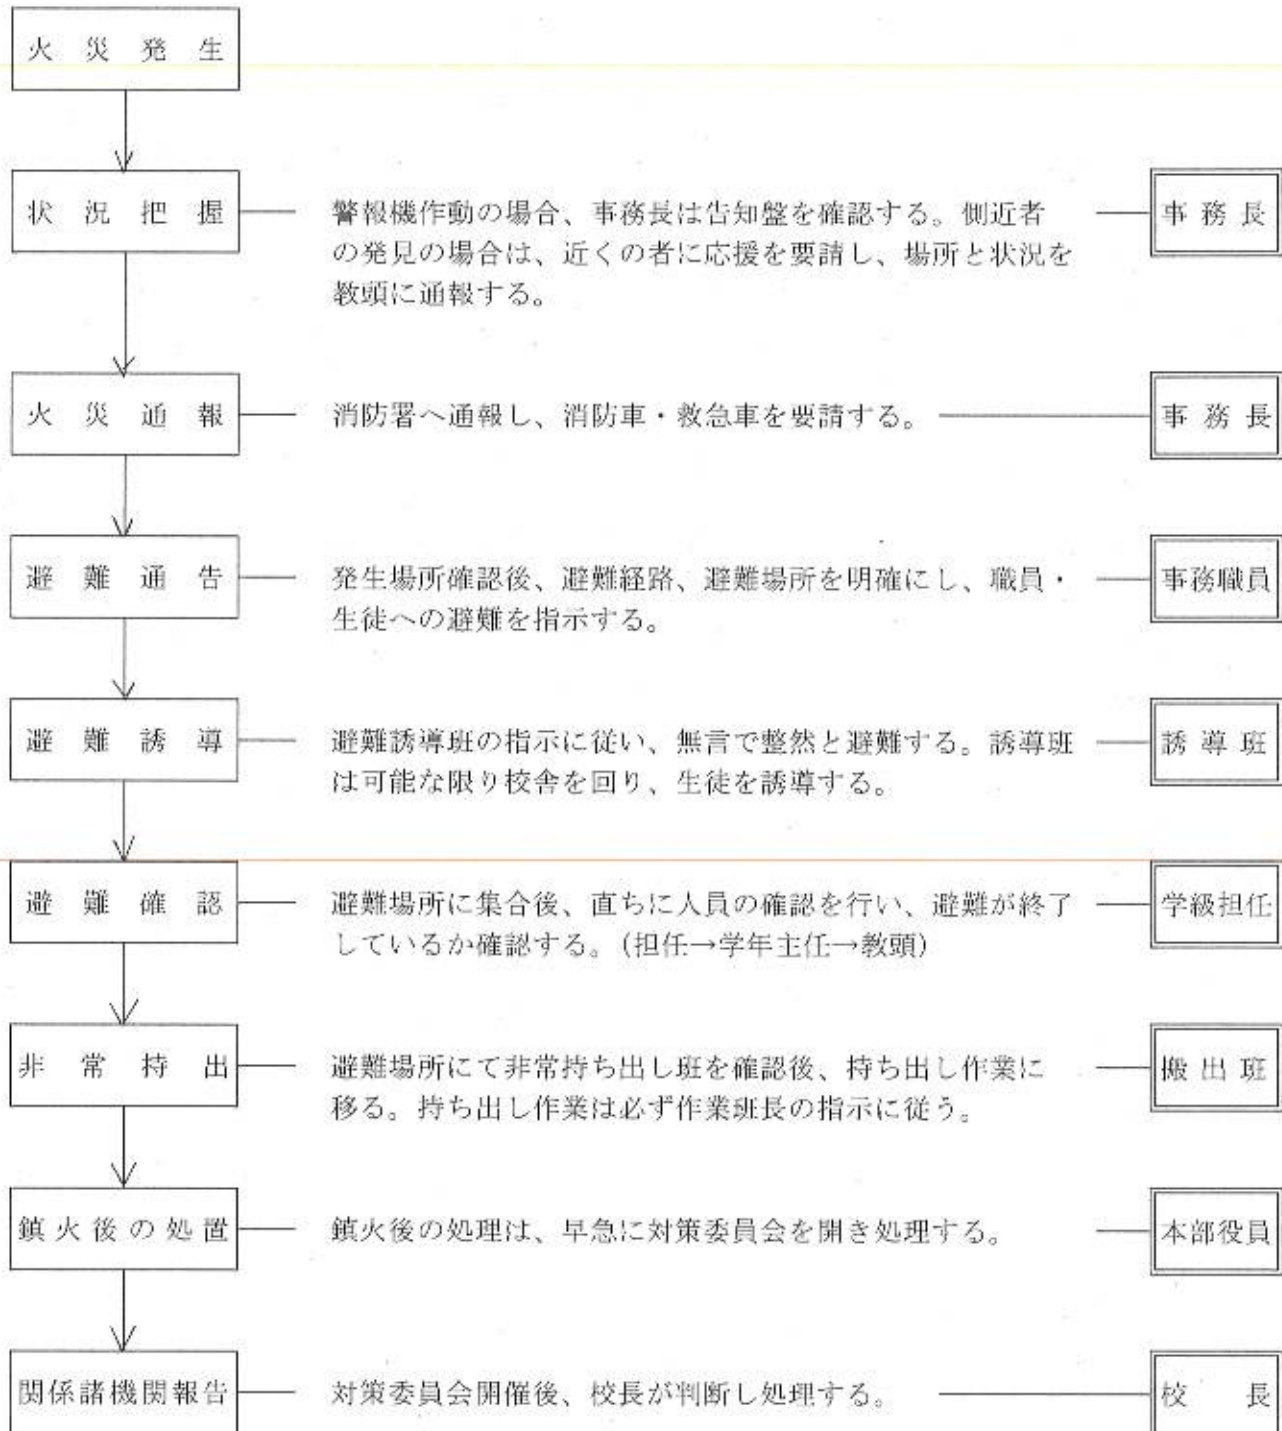 火災発生
状況把握
警報機作動の場合、事務長は告知盤を確認する。側近者
の発見の場合は、近くの者に応援を要請し、場所と状況を
教頭に通報する。
事務長
火災通報
消防署へ通報し、消防車・救急車を要請する。
事務長
避難通告
発生場所確認後、避難経路、避難場所を明確にし、職員・
生徒への避難を指示する。
事務職員
避難誘導
避難誘導班の指示に従い、無言で整然と避難する。誘導班
は可能な限り校舎を回り、生徒を誘導する。
誘導班
避難確認
避難場所に集合後、直ちに人員の確認を行い、避難が終了
しているか確認する。(担任→学年主任→教頭)
学級担任
非常持出
避難場所にて非常持ち出し班を確認後、持ち出し作業に
移る。持ち出し作業は必ず作業班長の指示に従う。
搬出班
鎮火後の処置
鎮火後の処理は、早急に対策委員会を開き処理する。
本部役員
関係諸機関報告
対策委員会開催後、校長が判断し処理する。
校長